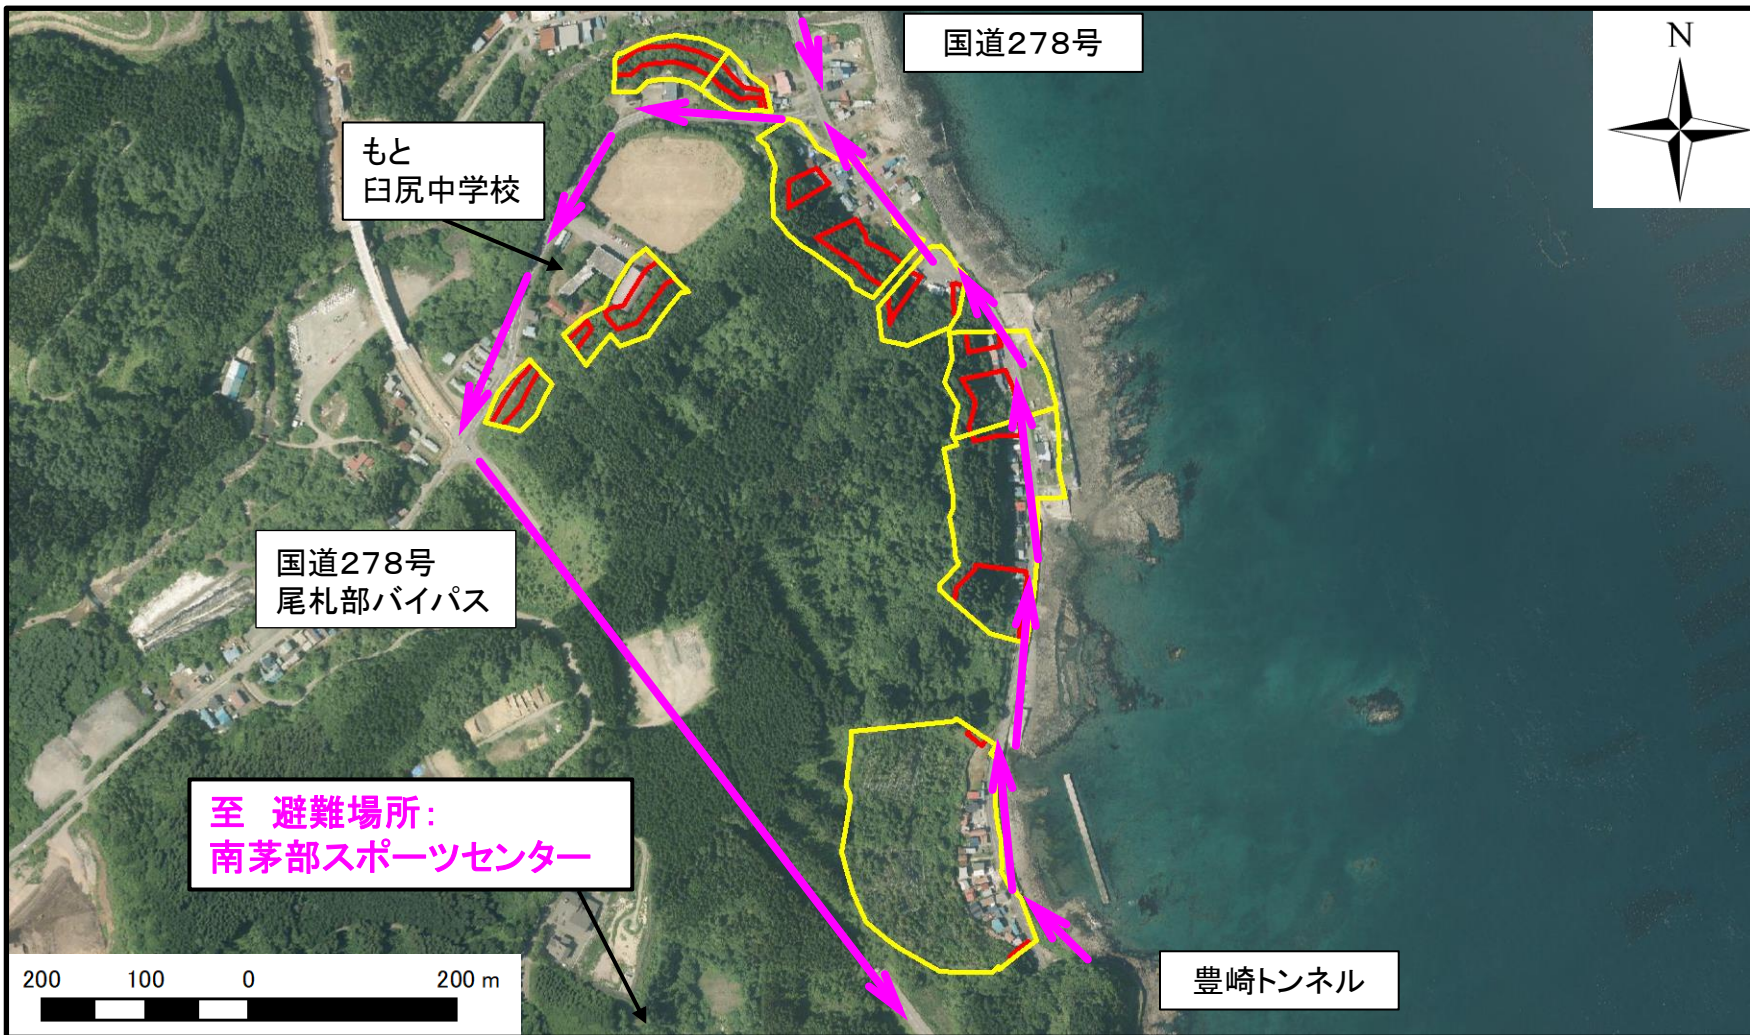 国道278号
N
もと
臼尻中学校
国道278号
尾札部バイパス
至 避難場所:
南茅部スポーツセンター
豊崎トンネル
200 100 0 200 m